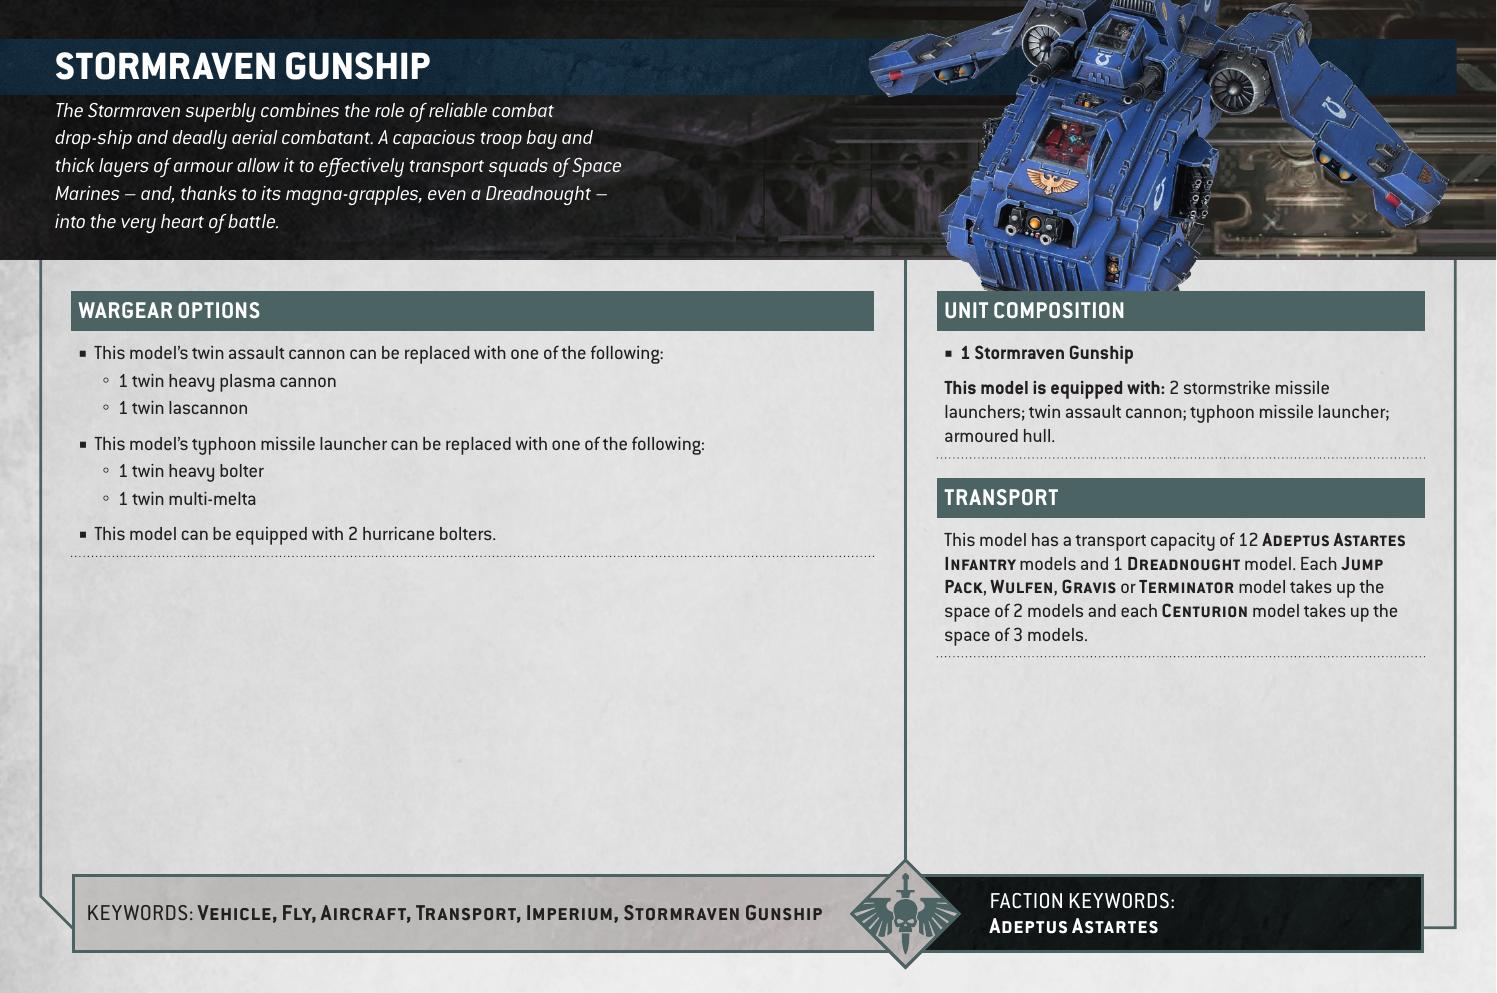 STORMRAVEN GUNSHIP
The Stormraven superbly combines the role of reliable combat
drop-ship and deadly aerial combatant. A capacious troop bay and
thick layers of armour allow it to effectively transport squads of Space
Marines – and, thanks to its magna-grapples, even a Dreadnought –
into the very heart of battle.
WARGEAR OPTIONS
■ This model’s twin assault cannon can be replaced with one of the following:
◦ 1 twin heavy plasma cannon
◦ 1 twin lascannon
■ This model’s typhoon missile launcher can be replaced with one of the following:
◦ 1 twin heavy bolter
◦ 1 twin multi-melta
■ This model can be equipped with 2 hurricane bolters.
UNIT COMPOSITION
■ 1 Stormraven Gunship
This model is equipped with: 2 stormstrike missile
launchers; twin assault cannon; typhoon missile launcher;
armoured hull.
TRANSPORT
This model has a transport capacity of 12 ADEPTUS ASTARTES
INFANTRY models and 1 DREADNOUGHT model. Each JUMP
PACK, WULFEN, GRAVIS or TERMINATOR model takes up the
space of 2 models and each CENTURION model takes up the
space of 3 models.
KEYWORDS: VEHICLE, FLY, AIRCRAFT, TRANSPORT, IMPERIUM, STORMRAVEN GUNSHIP
FACTION KEYWORDS:
ADEPTUS ASTARTES